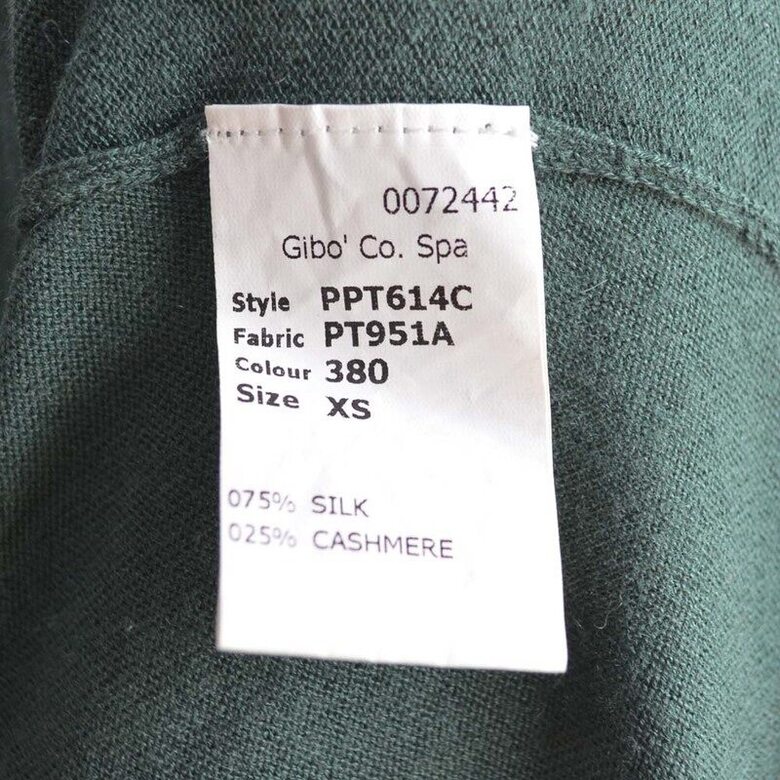 0072442
Gibo' Co. Spa
Style PPT614C
Fabric PT951A
Colour 380
Size XS
075% SILK
025% CASHMERE